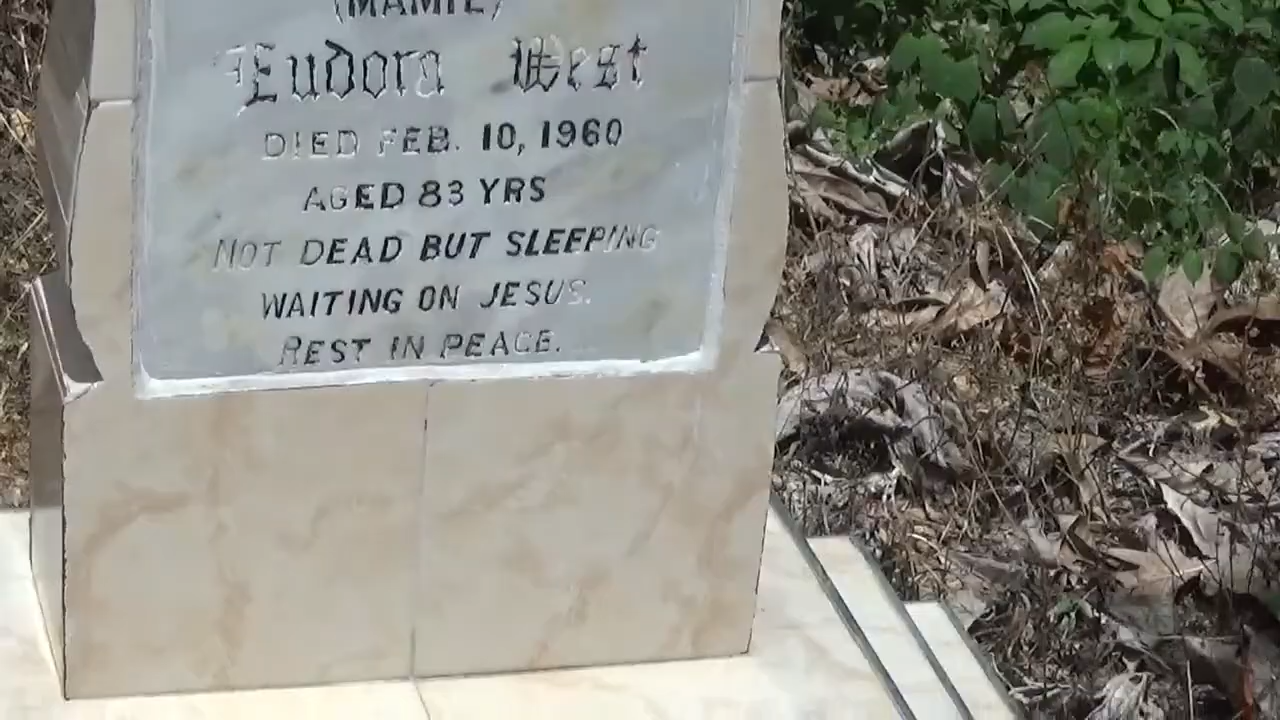 (MAMIE)
Eudora West
DIED FEB. 10, 1960
AGED 83 YRS
NOT DEAD BUT SLEEPING
WAITING ON JESUS.
REST IN PEACE.